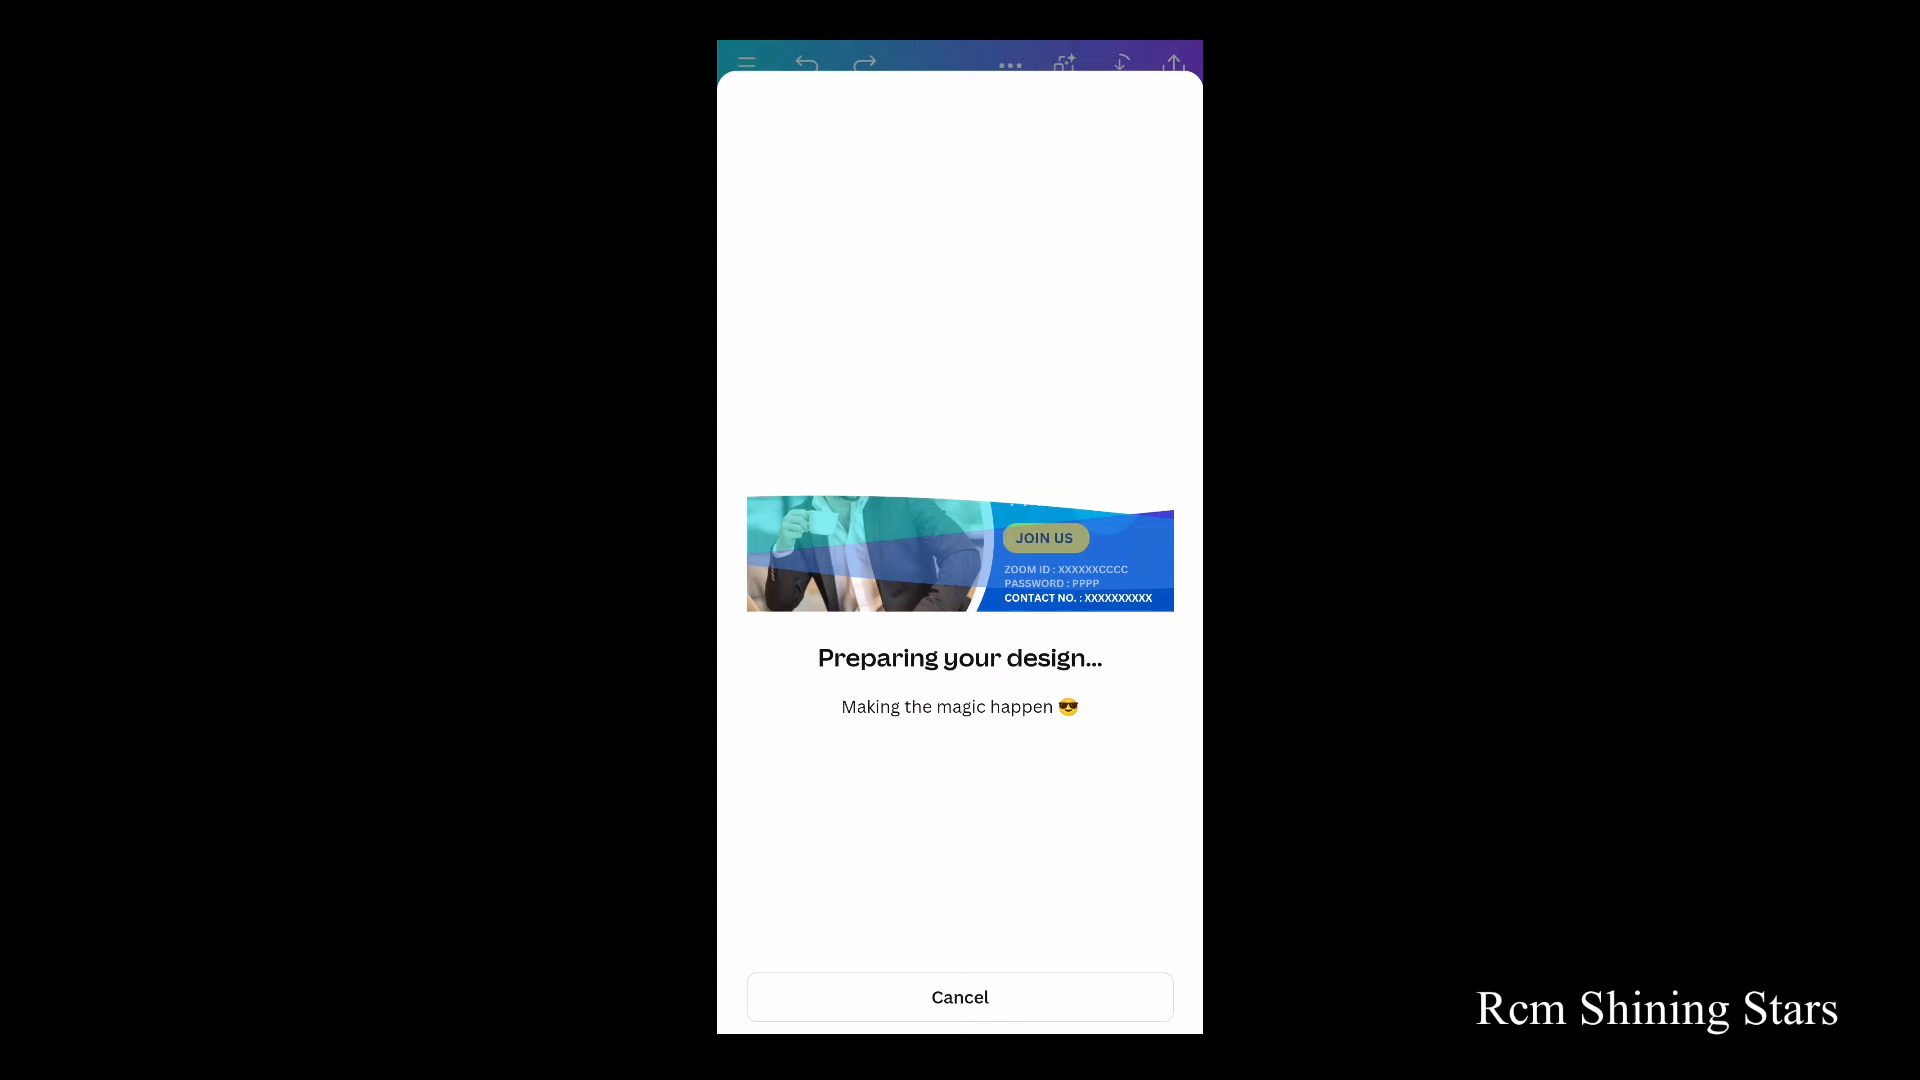 JOIN US
ZOOM ID : XXXXXXCCCC
PASSWORD : PPPP
CONTACT NO. : XXXXXXXXXX
Preparing your design...
Making the magic happen 😎
Cancel
Rcm Shining Stars